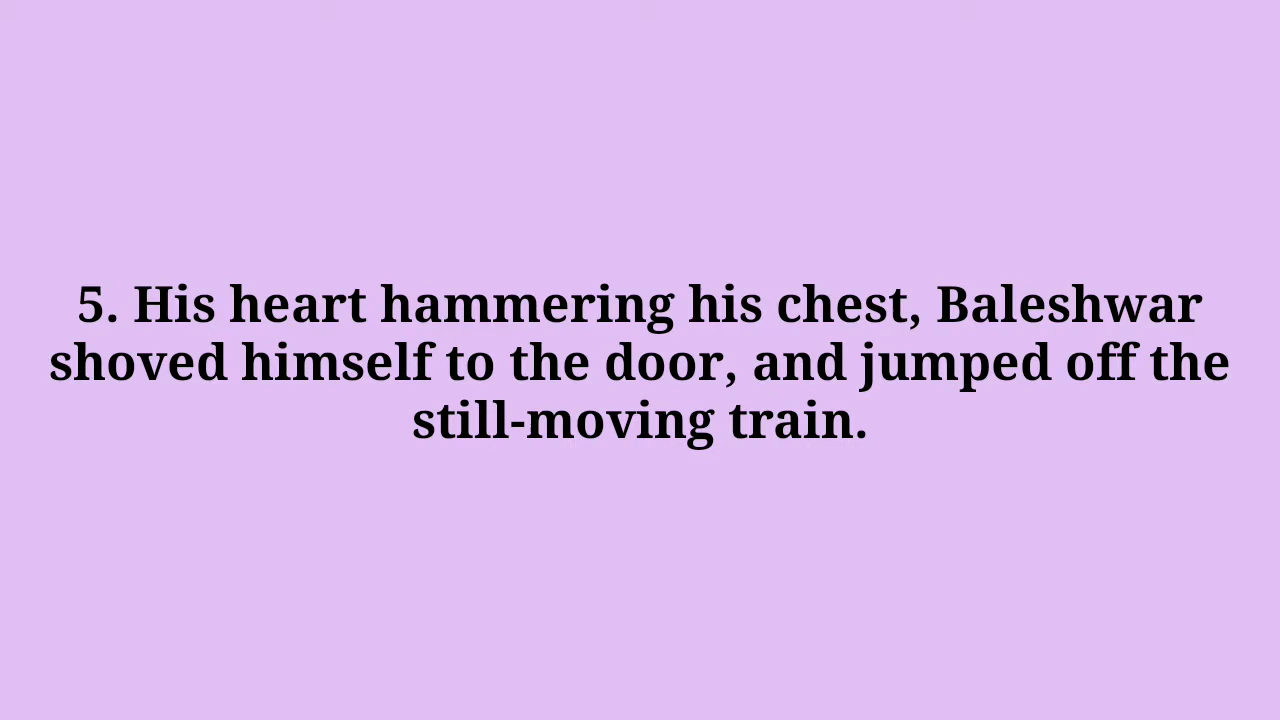 5. His heart hammering his chest, Baleshwar
shoved himself to the door, and jumped off the
still-moving train.